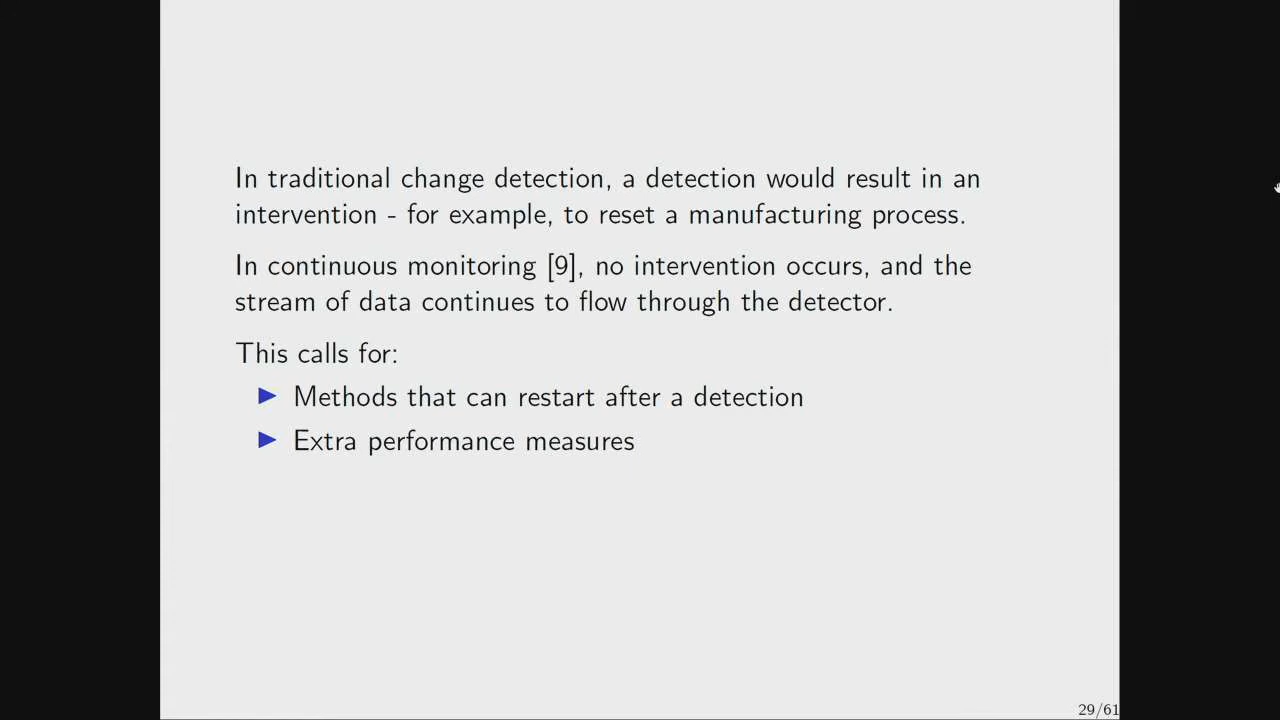 In traditional change detection, a detection would result in an
intervention - for example, to reset a manufacturing process.
In continuous monitoring [9], no intervention occurs, and the
stream of data continues to flow through the detector.
This calls for:
Methods that can restart after a detection
Extra performance measures
29/61